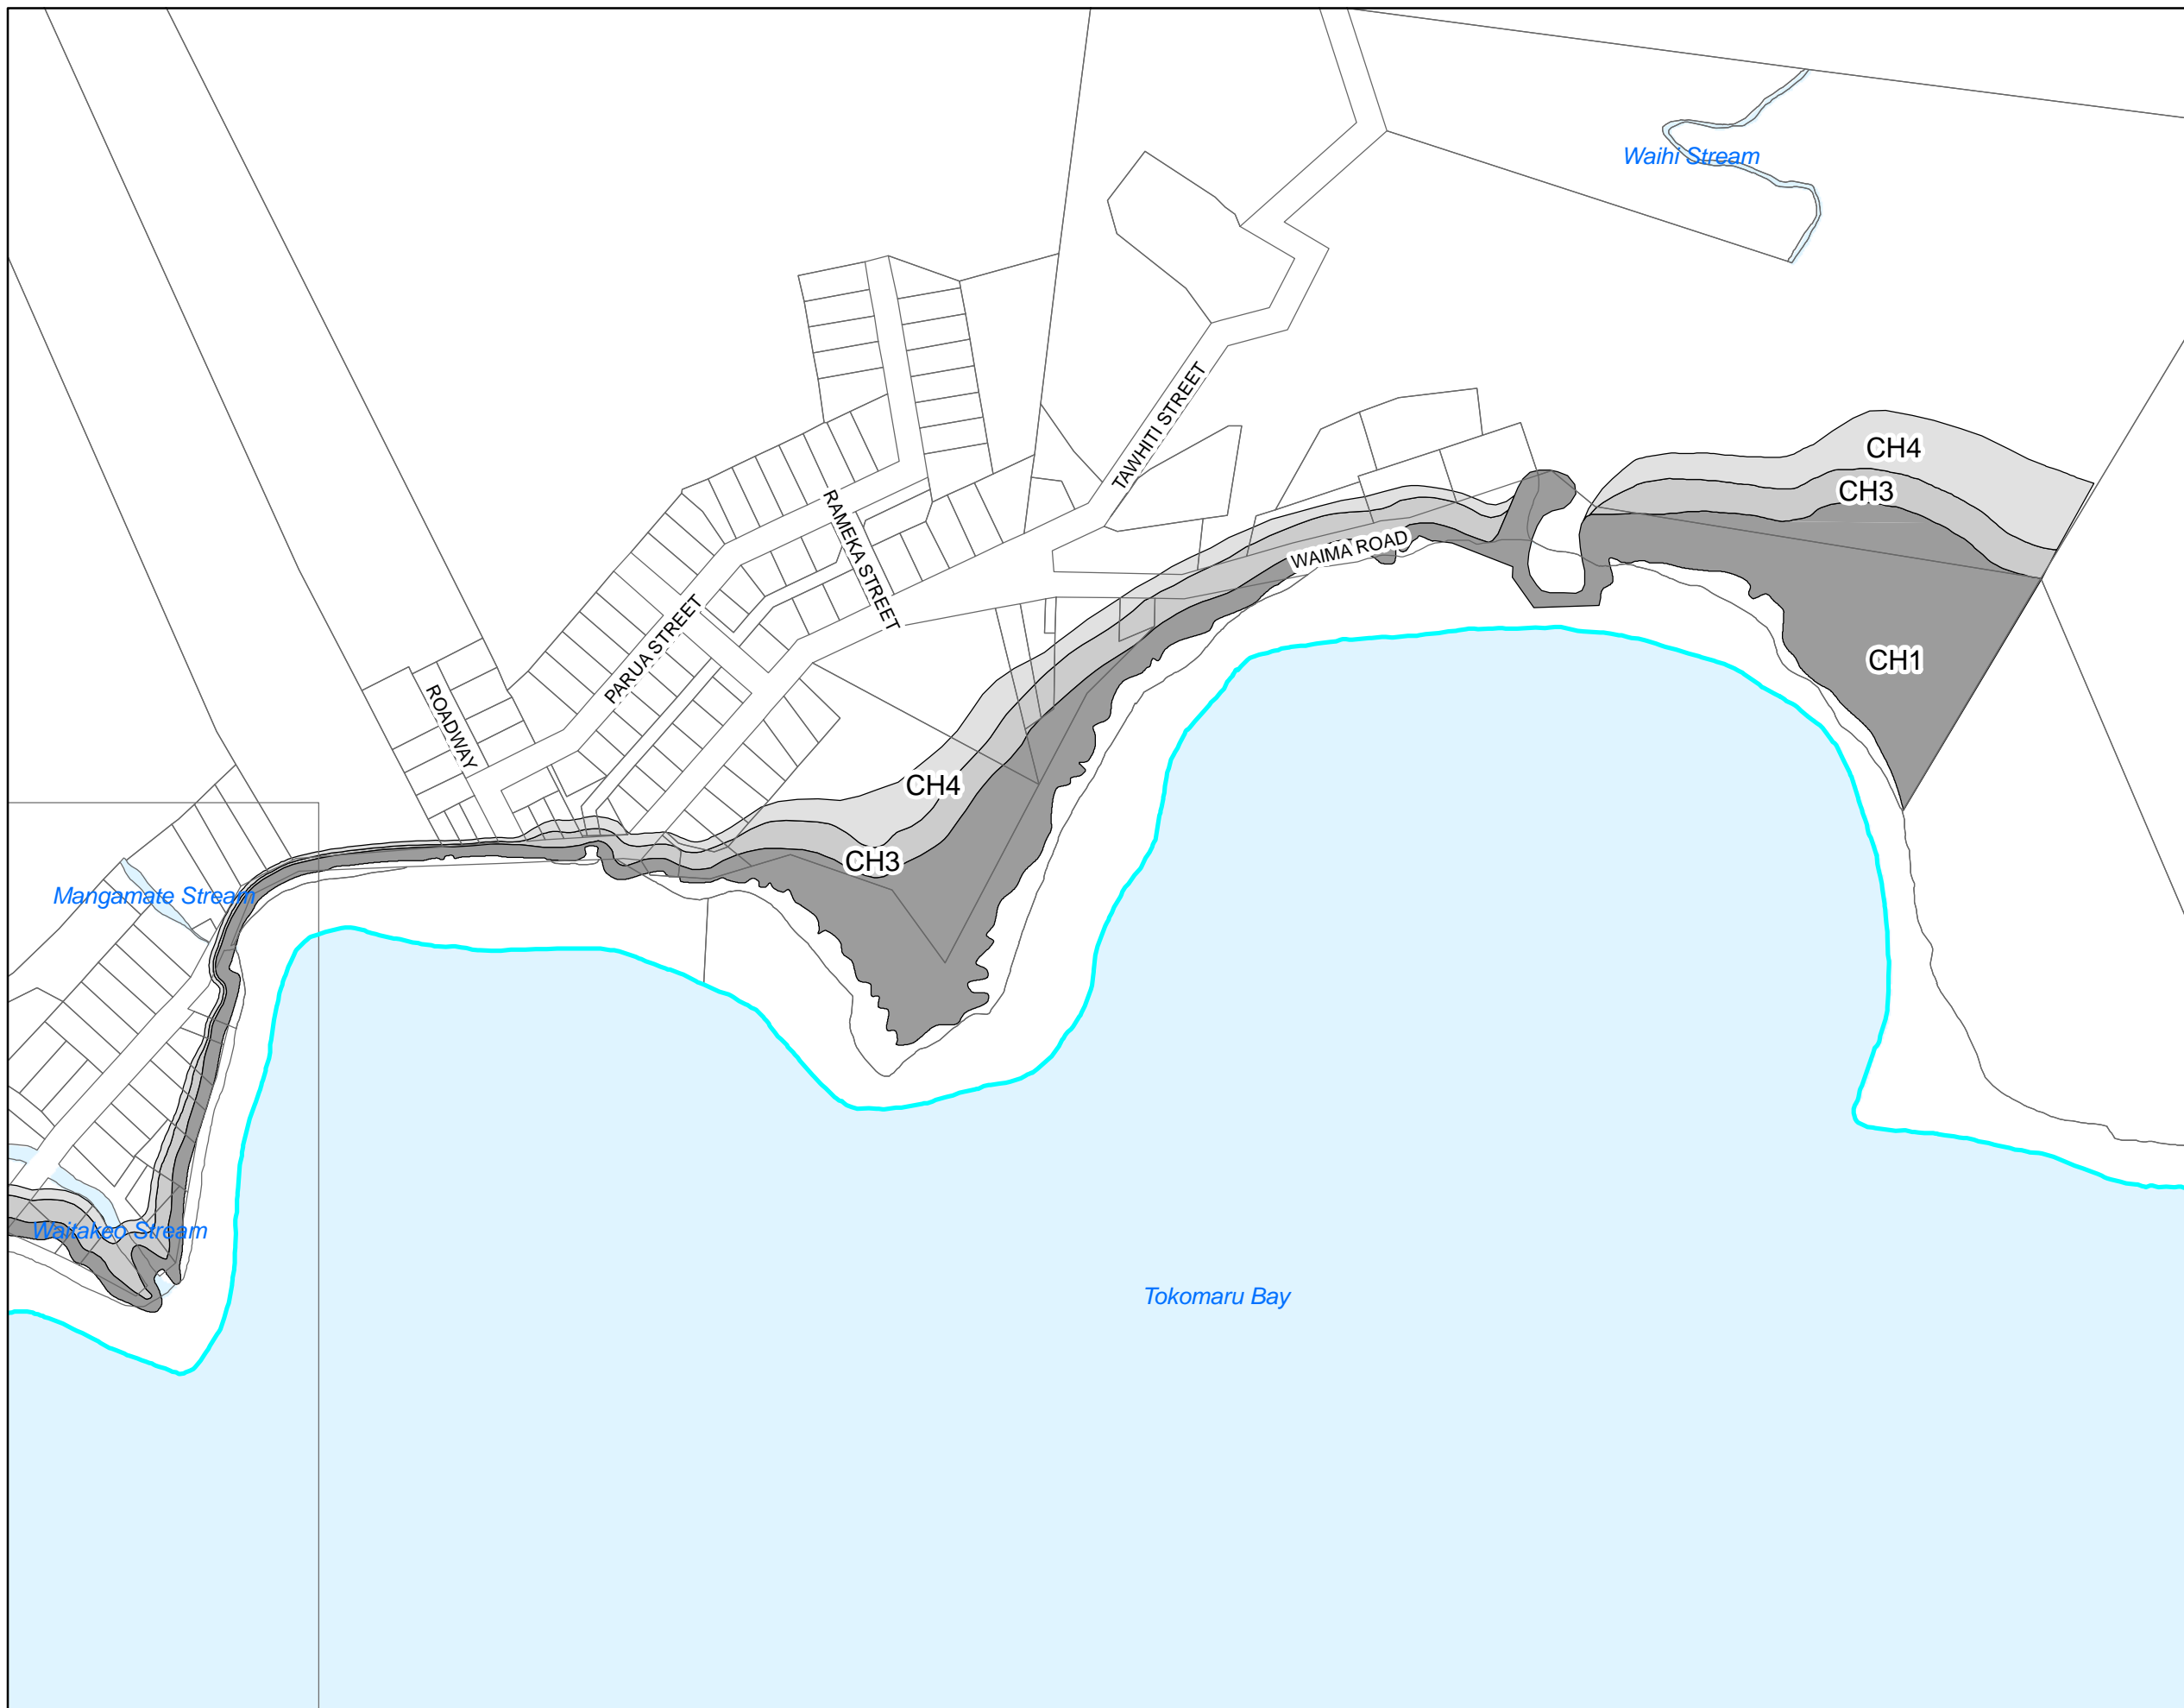 Waihi Stream
TAWHITI STREET
CH4
CH3
RAMEKA STREET
WAIMA ROAD
PARUA STREET
CH1
ROADWAY
CH4
CH3
Mangamate Stream
Waitakeo Stream
Tokomaru Bay